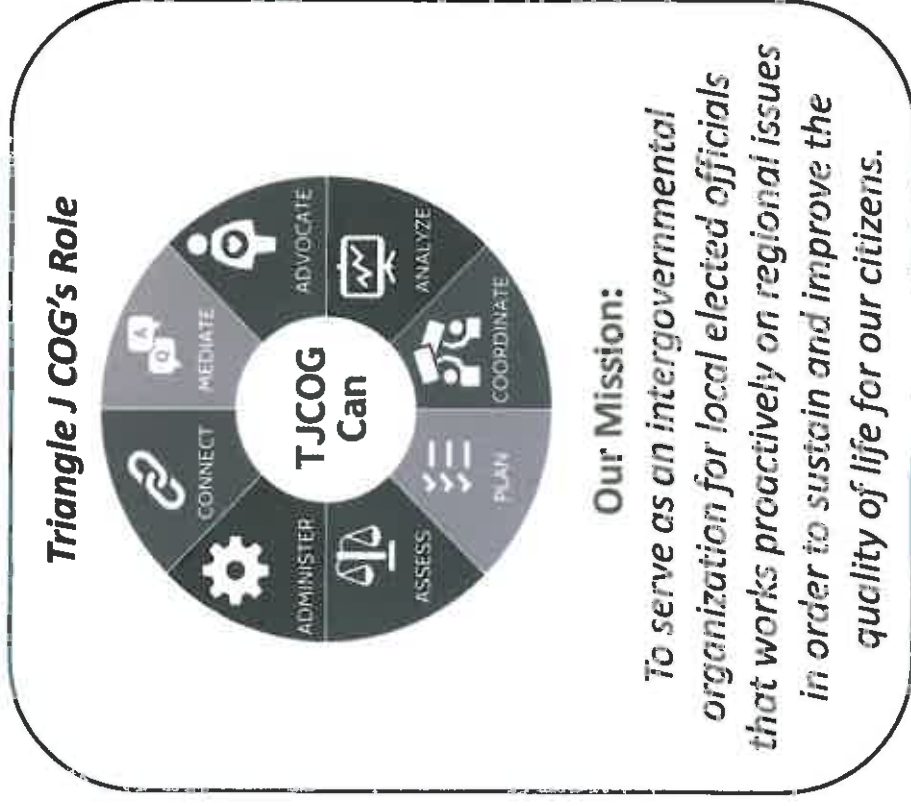 Triangle J COG's Role
CONNECT
MEDIATE
Q
A
ADVOCATE
ANALYZE
COORDINATE
PLAN
ASSESS
ADMINISTER
TJCOG
Can
Our Mission:
To serve as an intergovernmental
organization for local elected officials
that works proactively on regional issues
in order to sustain and improve the
quality of life for our citizens.